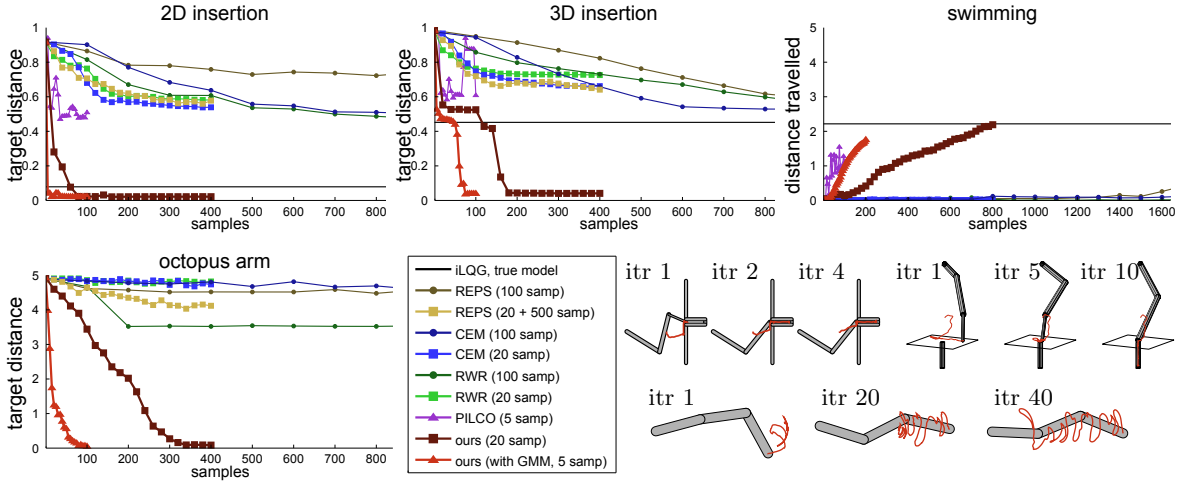 2D insertion
target distance
1
0.8
0.6
0.4
0.2
0
100 200 300 400 500 600 700 800
samples
3D insertion
target distance
1
0.8
0.6
0.4
0.2
0
100 200 300 400 500 600 700 800
samples
swimming
distance travelled
5
4
3
2
1
0
200 400 600 800 1000 1200 1400 1600
samples
octopus arm
target distance
5
4
3
2
1
0
100 200 300 400 500 600 700 800
samples
iLQG, true model
REPS (100 samp)
REPS (20 + 500 samp)
CEM (100 samp)
CEM (20 samp)
RWR (100 samp)
RWR (20 samp)
PILCO (5 samp)
ours (20 samp)
ours (with GMM, 5 samp)
itr 1 itr 2 itr 4 itr 1 itr 5 itr 10
itr 1 itr 20 itr 40